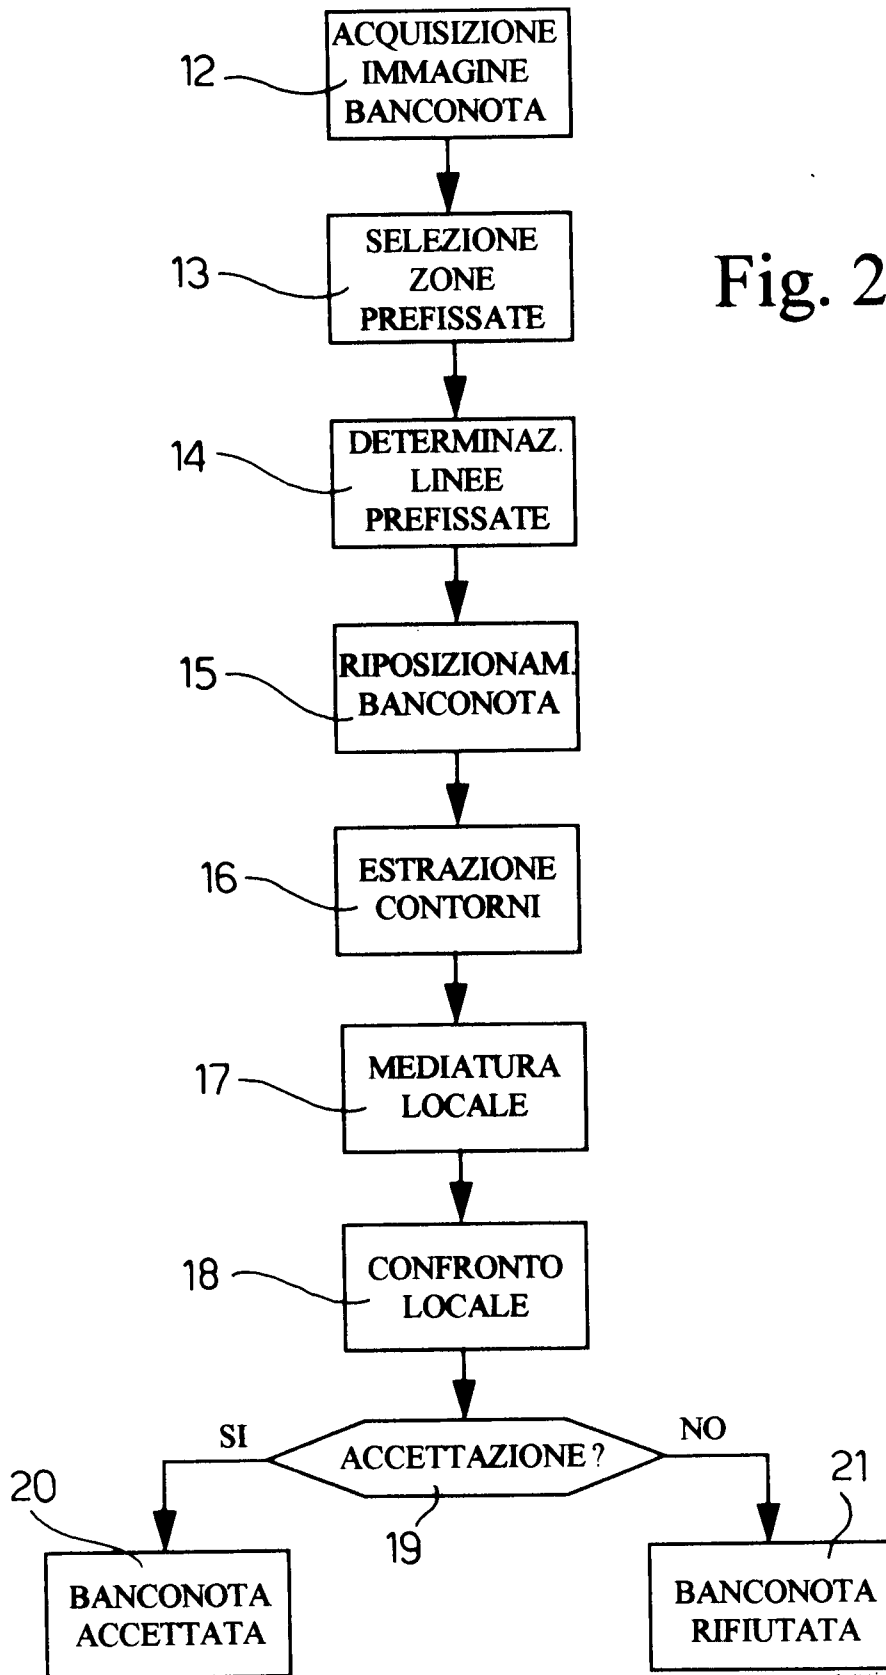 12
ACQUISIZIONE
IMMAGINE
BANCONOTA
13
SELEZIONE
ZONE
PREFISSATE
Fig. 2
14
DETERMINAZ.
LINEE
PREFISSATE
15
RIPOSIZIONAM.
BANCONOTA
16
ESTRAZIONE
CONTORNI
17
MEDIATURA
LOCALE
18
CONFRONTO
LOCALE
SI
ACCETTAZIONE?
NO
19
20
BANCONOTA
ACCETTATA
21
BANCONOTA
RIFIUTATA